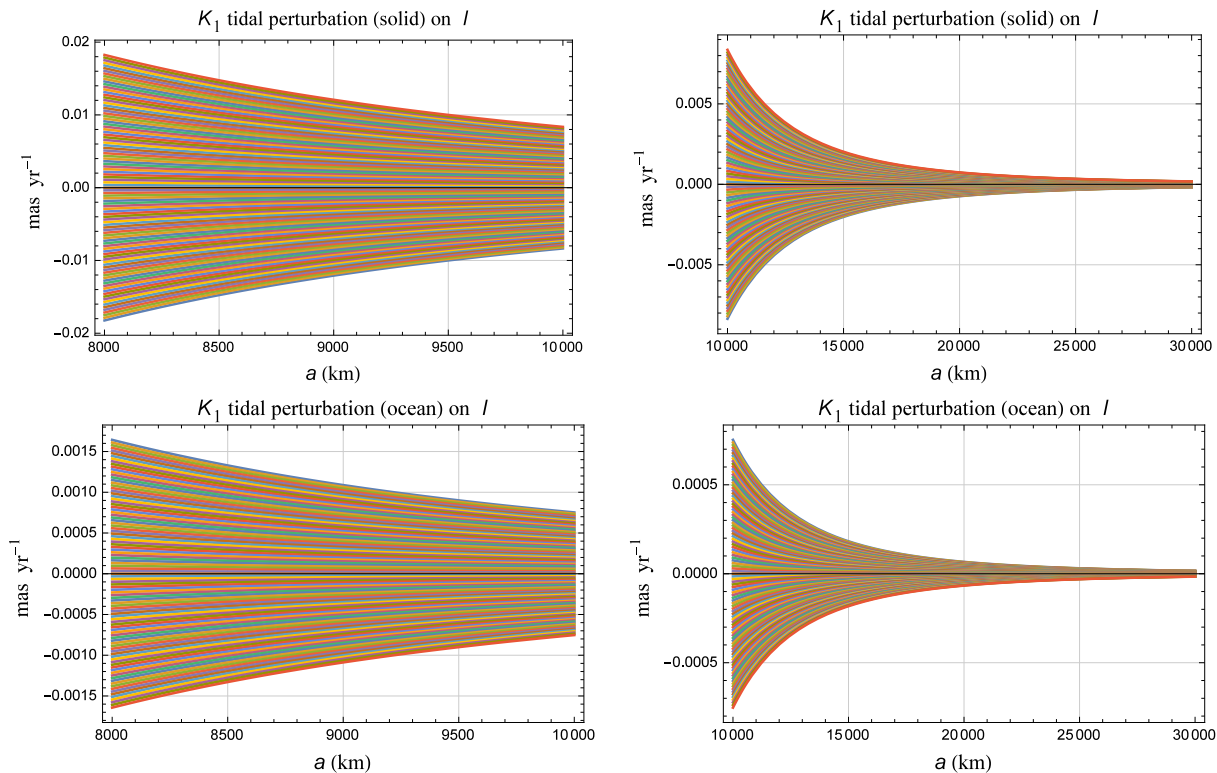 K1 tidal perturbation (solid) on I
mas yr−1
0.02
0.01
0.00
−0.01
−0.02
8000 8500 9000 9500 10 000
a (km)
K1 tidal perturbation (solid) on I
mas yr−1
0.005
0.000
−0.005
10 000 15 000 20 000 25 000 30 000
a (km)
K1 tidal perturbation (ocean) on I
mas yr−1
0.0015
0.0010
0.0005
0.0000
−0.0005
−0.0010
−0.0015
8000 8500 9000 9500 10 000
a (km)
K1 tidal perturbation (ocean) on I
mas yr−1
0.0005
0.0000
−0.0005
10 000 15 000 20 000 25 000 30 000
a (km)